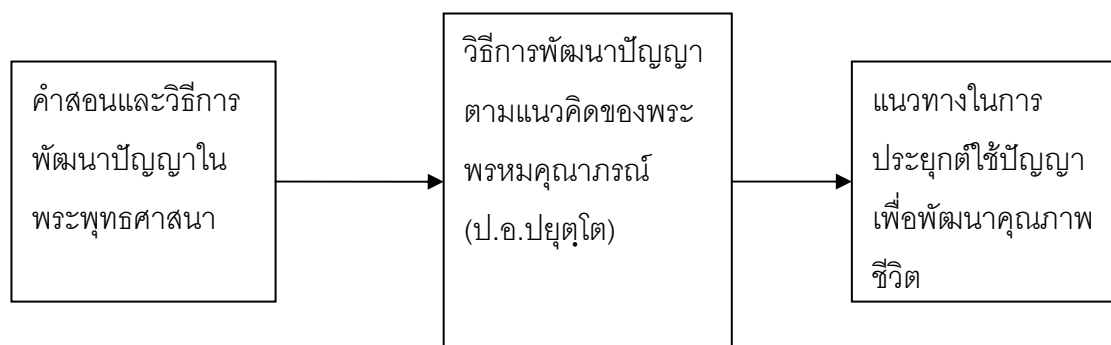 คำสอนและวิธีการ
พัฒนาปัญญาใน
พระพุทธศาสนา
วิธีการพัฒนาปัญญา
ตามแนวคิดของพระ
พรหมคุณาภรณ์
(ป.อ.ปยุตฺโต)
แนวทางในการ
ประยุกต์ใช้ปัญญา
เพื่อพัฒนาคุณภาพ
ชีวิต